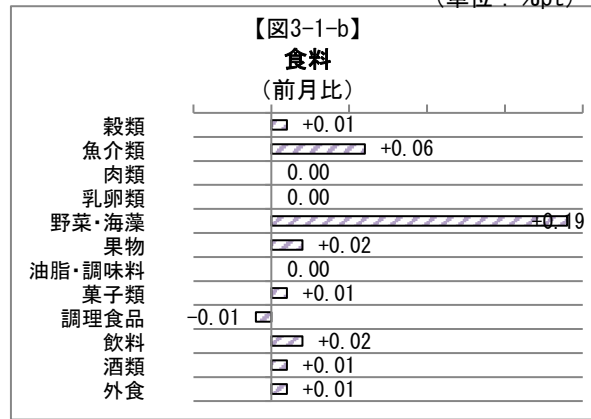 (単位：%pt)
【図3-1-b】
食料
(前月比)
穀類 +0.01
魚介類 +0.06
肉類 0.00
乳卵類 0.00
野菜・海藻 +0.19
果物 +0.02
油脂・調味料 0.00
菓子類 +0.01
調理食品 -0.01
飲料 +0.02
酒類 +0.01
外食 +0.01